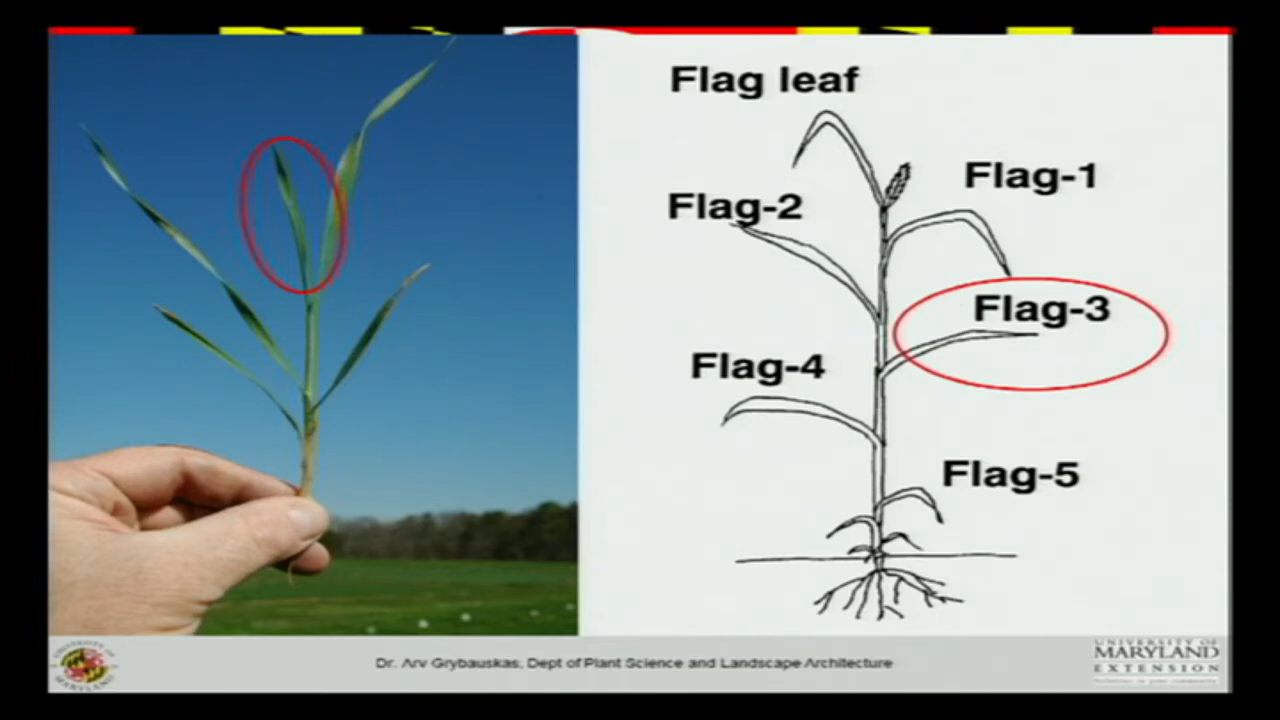 Flag leaf
Flag-1
Flag-2
Flag-3
Flag-4
Flag-5
Dr. Arv Grybauskas, Dept of Plant Science and Landscape Architecture
UNIVERSITY OF
MARYLAND
EXTENSION